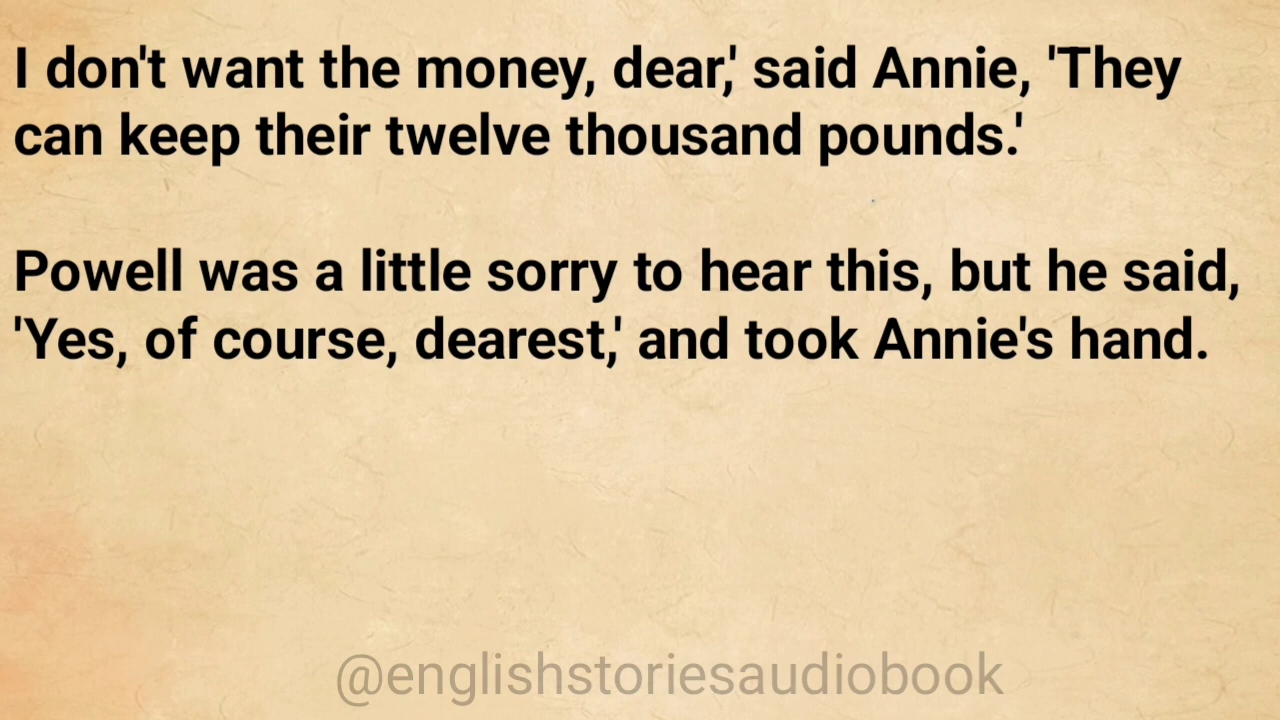 I don't want the money, dear,' said Annie, 'They
can keep their twelve thousand pounds.'
Powell was a little sorry to hear this, but he said,
'Yes, of course, dearest,' and took Annie's hand.
@englishstoriesaudiobook